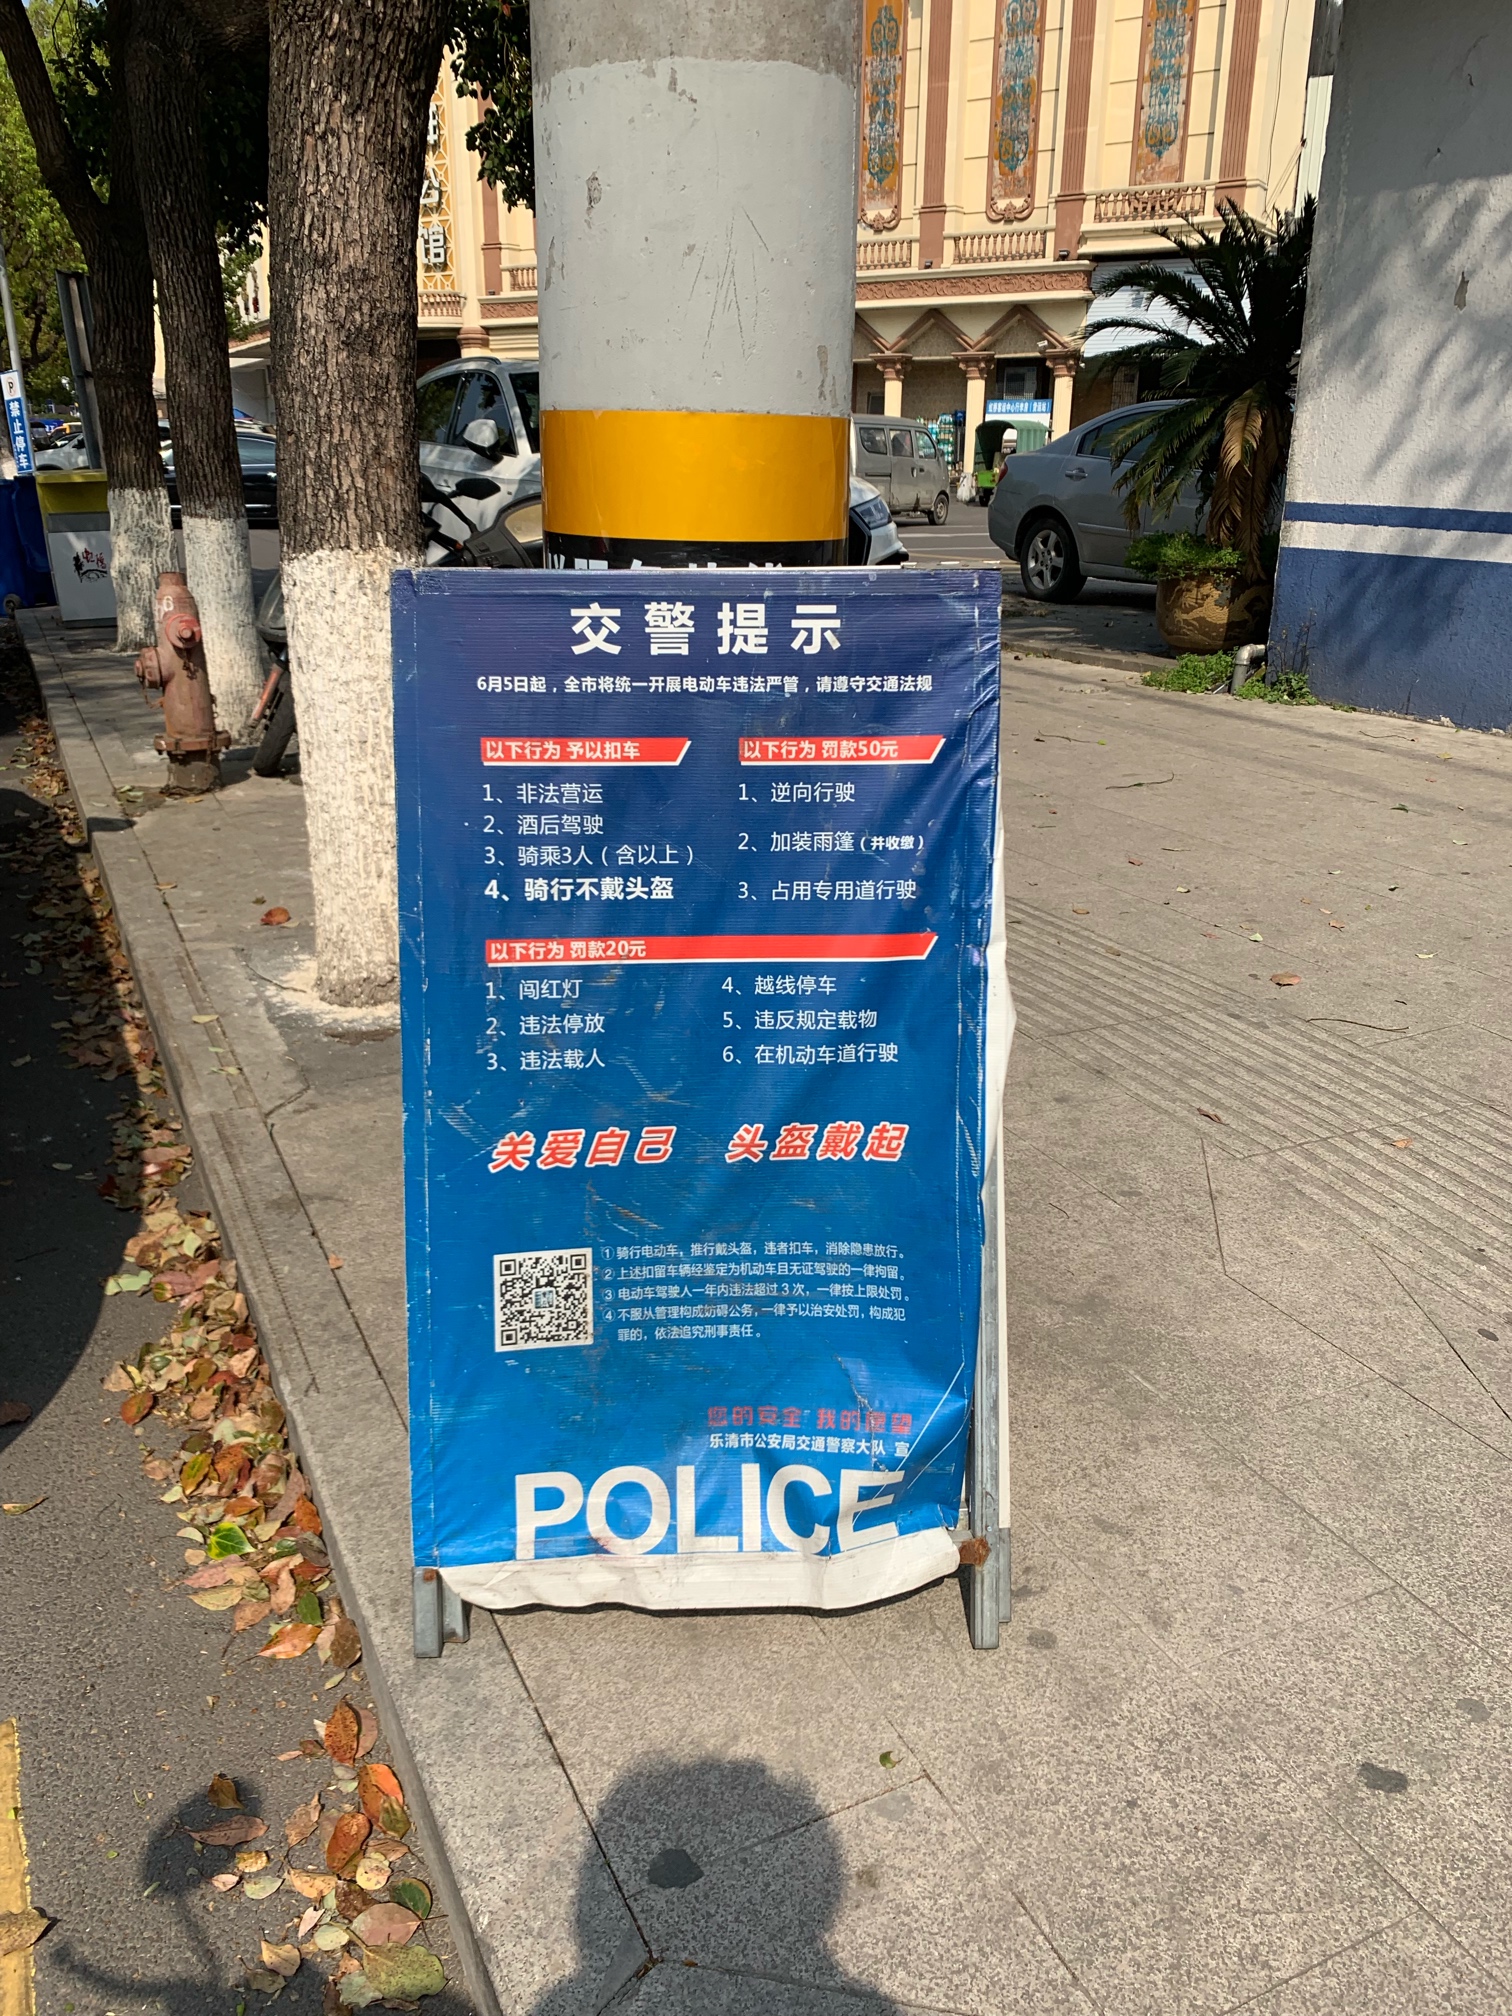 馆
禁止停车
交警提示
6月5日起，全市将统一开展电动车违法严管，请遵守交通法规
以下行为 予以扣车
1、非法营运
2、酒后驾驶
3、骑乘3人（含以上）
4、骑行不戴头盔
以下行为 罚款50元
1、逆向行驶
2、加装雨篷（并收缴）
3、占用专用道行驶
以下行为 罚款20元
1、闯红灯
2、违法停放
3、违法载人
4、越线停车
5、违反规定载物
6、在机动车道行驶
关爱自己 头盔戴起
① 骑行电动车，推行戴头盔，违者扣车，消除隐患放行。
② 上述扣留车辆经鉴定为机动车且无证驾驶的一律拘留。
③ 电动车驾驶人一年内违法超过 3 次，一律按上限处罚。
④ 不服从管理构成妨碍公务，一律予以治安处罚，构成犯
罪的，依法追究刑事责任。
您的安全 我的愿望
乐清市公安局交通警察大队 宣
POLICE